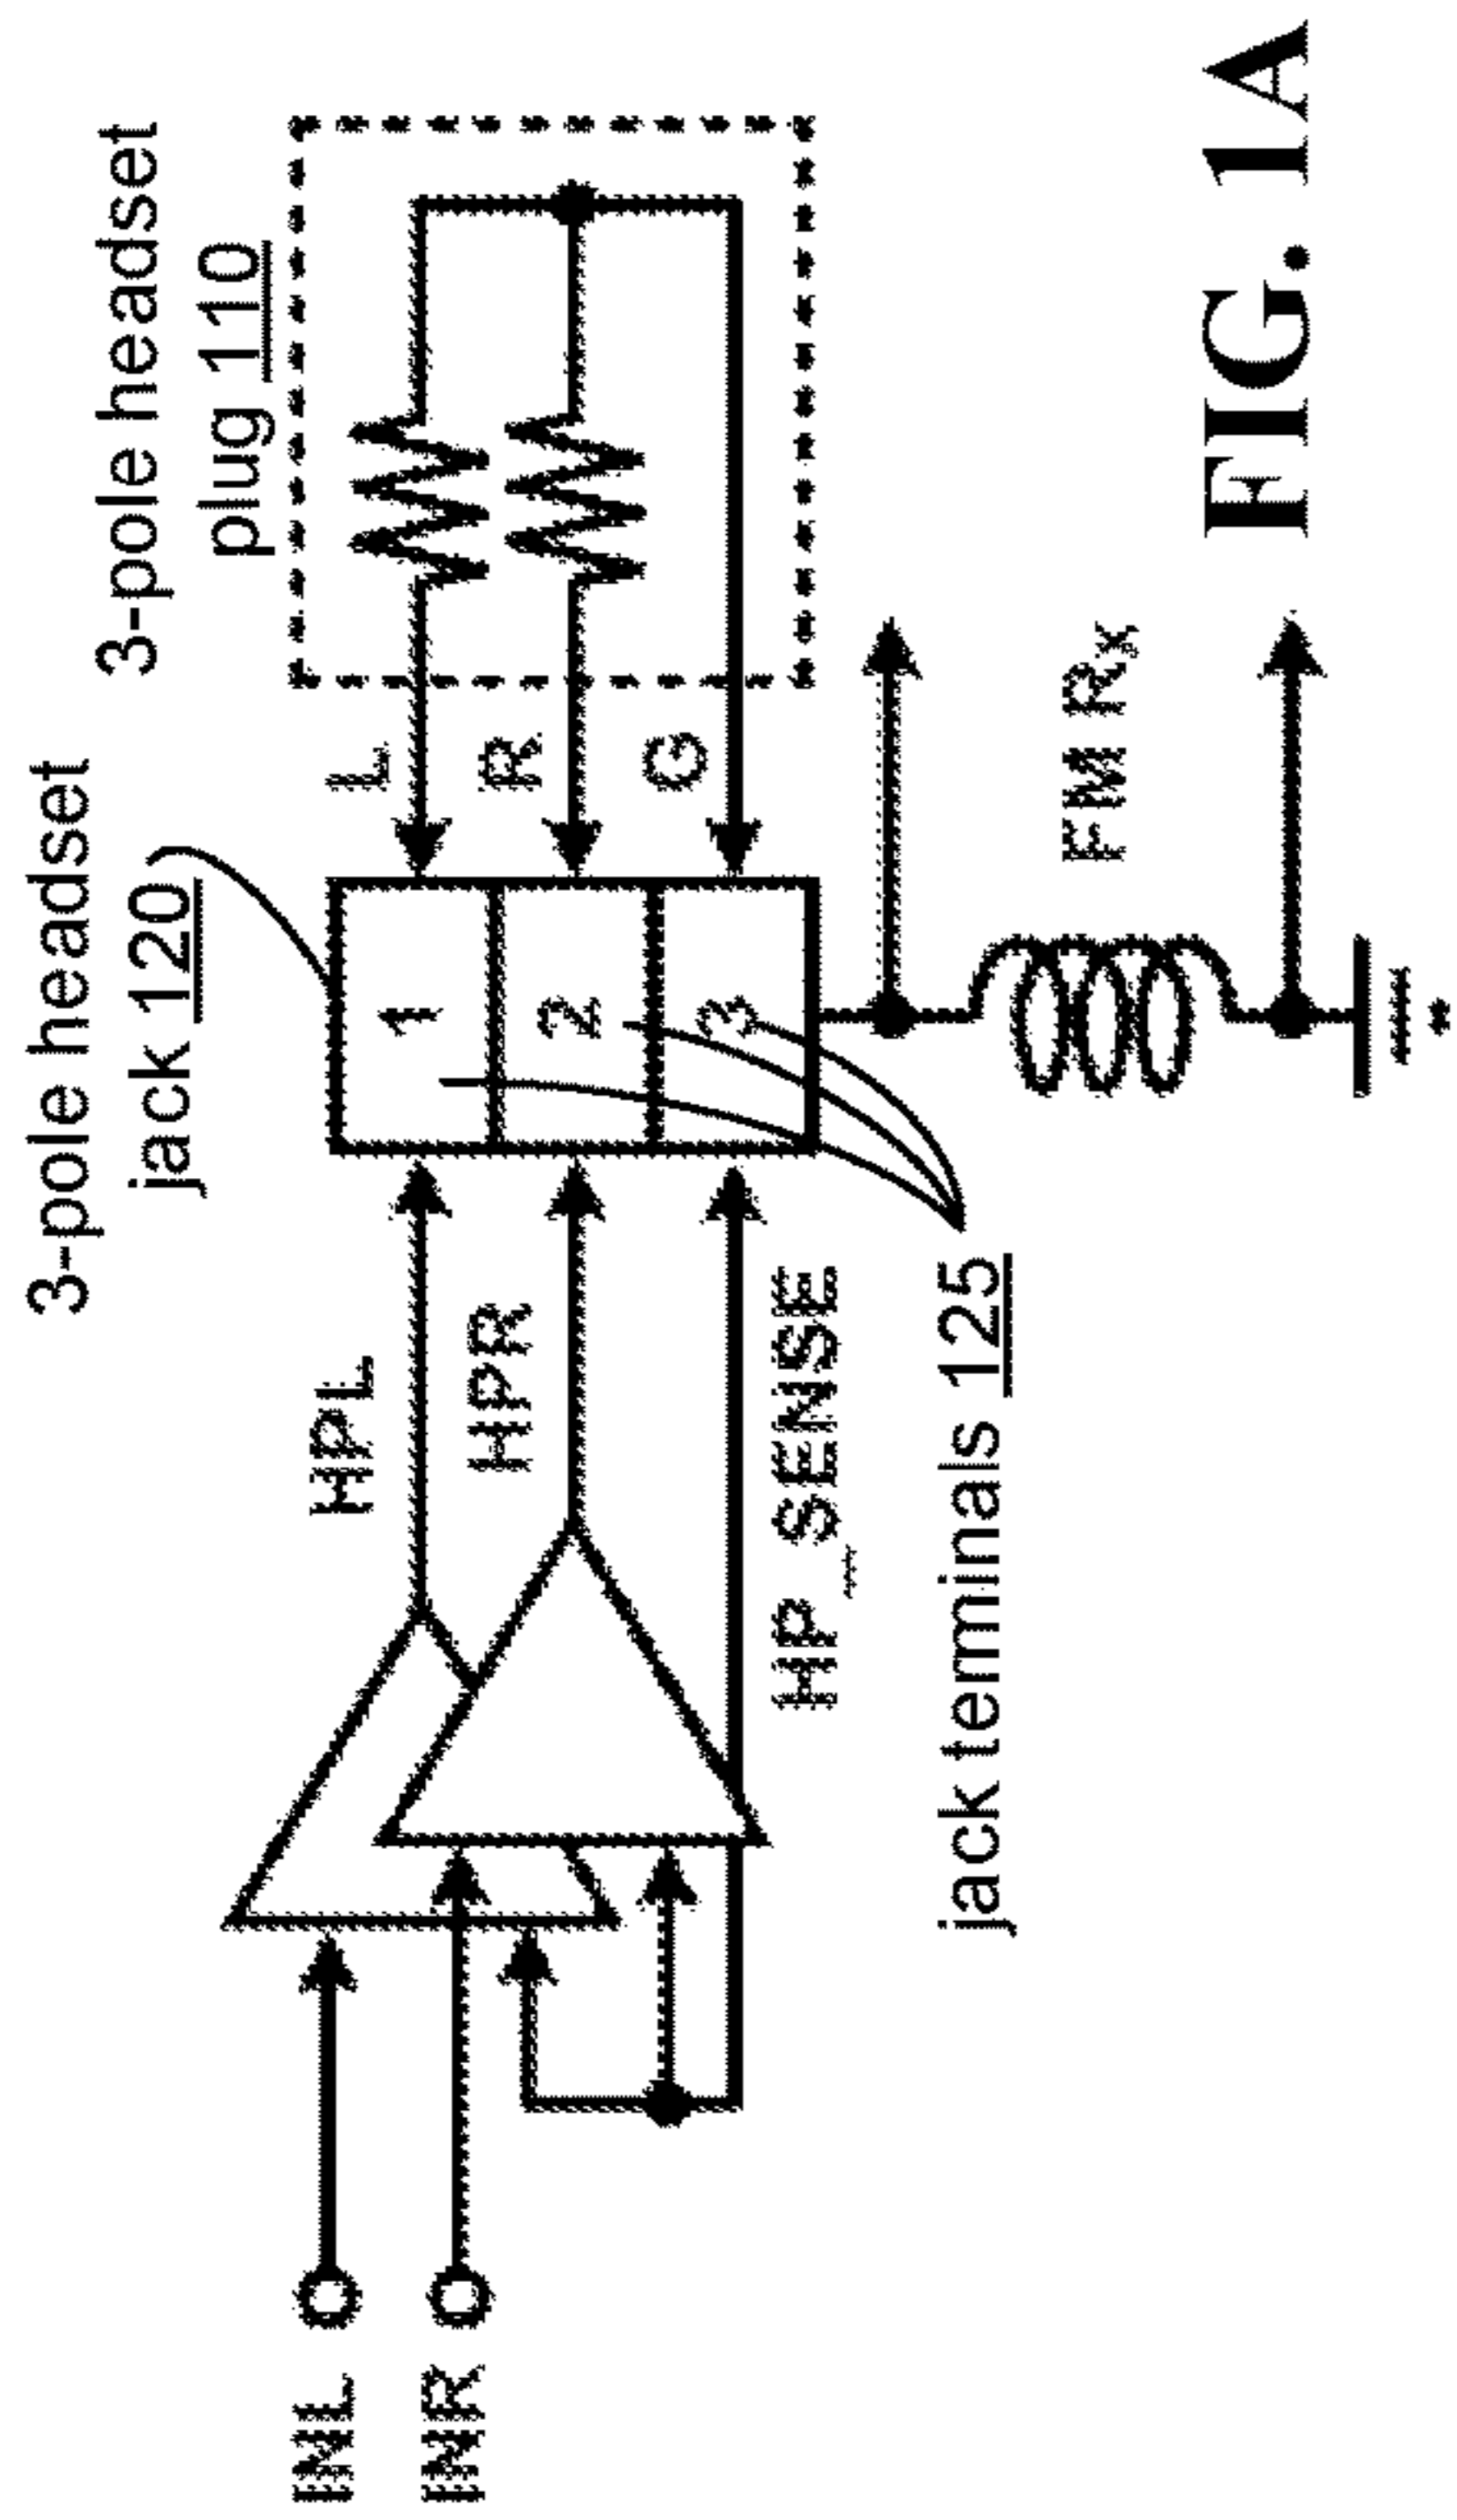 3-pole headset
jack 120
3-pole headset
plug 110
INL
INR
HPL
HPR
HP_SENSE
1
2
3
L
R
G
jack terminals 125
FM Rx
FIG. 1A